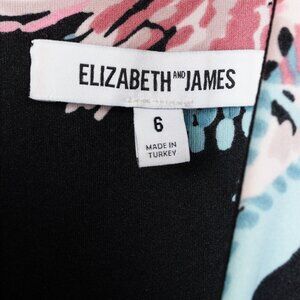 ELIZABETH AND JAMES
6
MADE IN
TURKEY